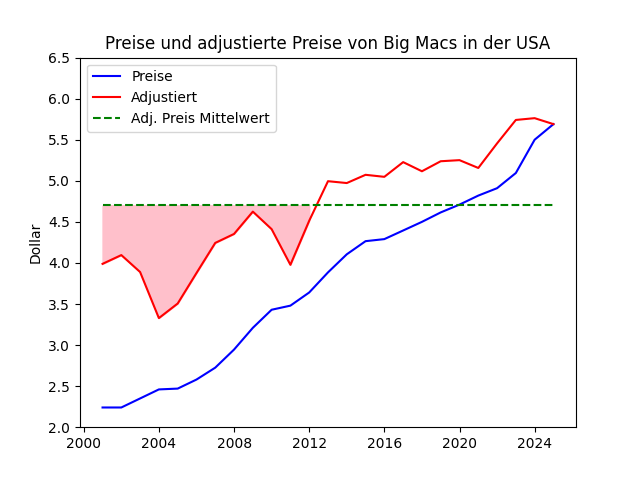 Preise und adjustierte Preise von Big Macs in der USA
Preise
Adjustiert
Adj. Preis Mittelwert
Dollar
6.5
6.0
5.5
5.0
4.5
4.0
3.5
3.0
2.5
2.0
2000 2004 2008 2012 2016 2020 2024